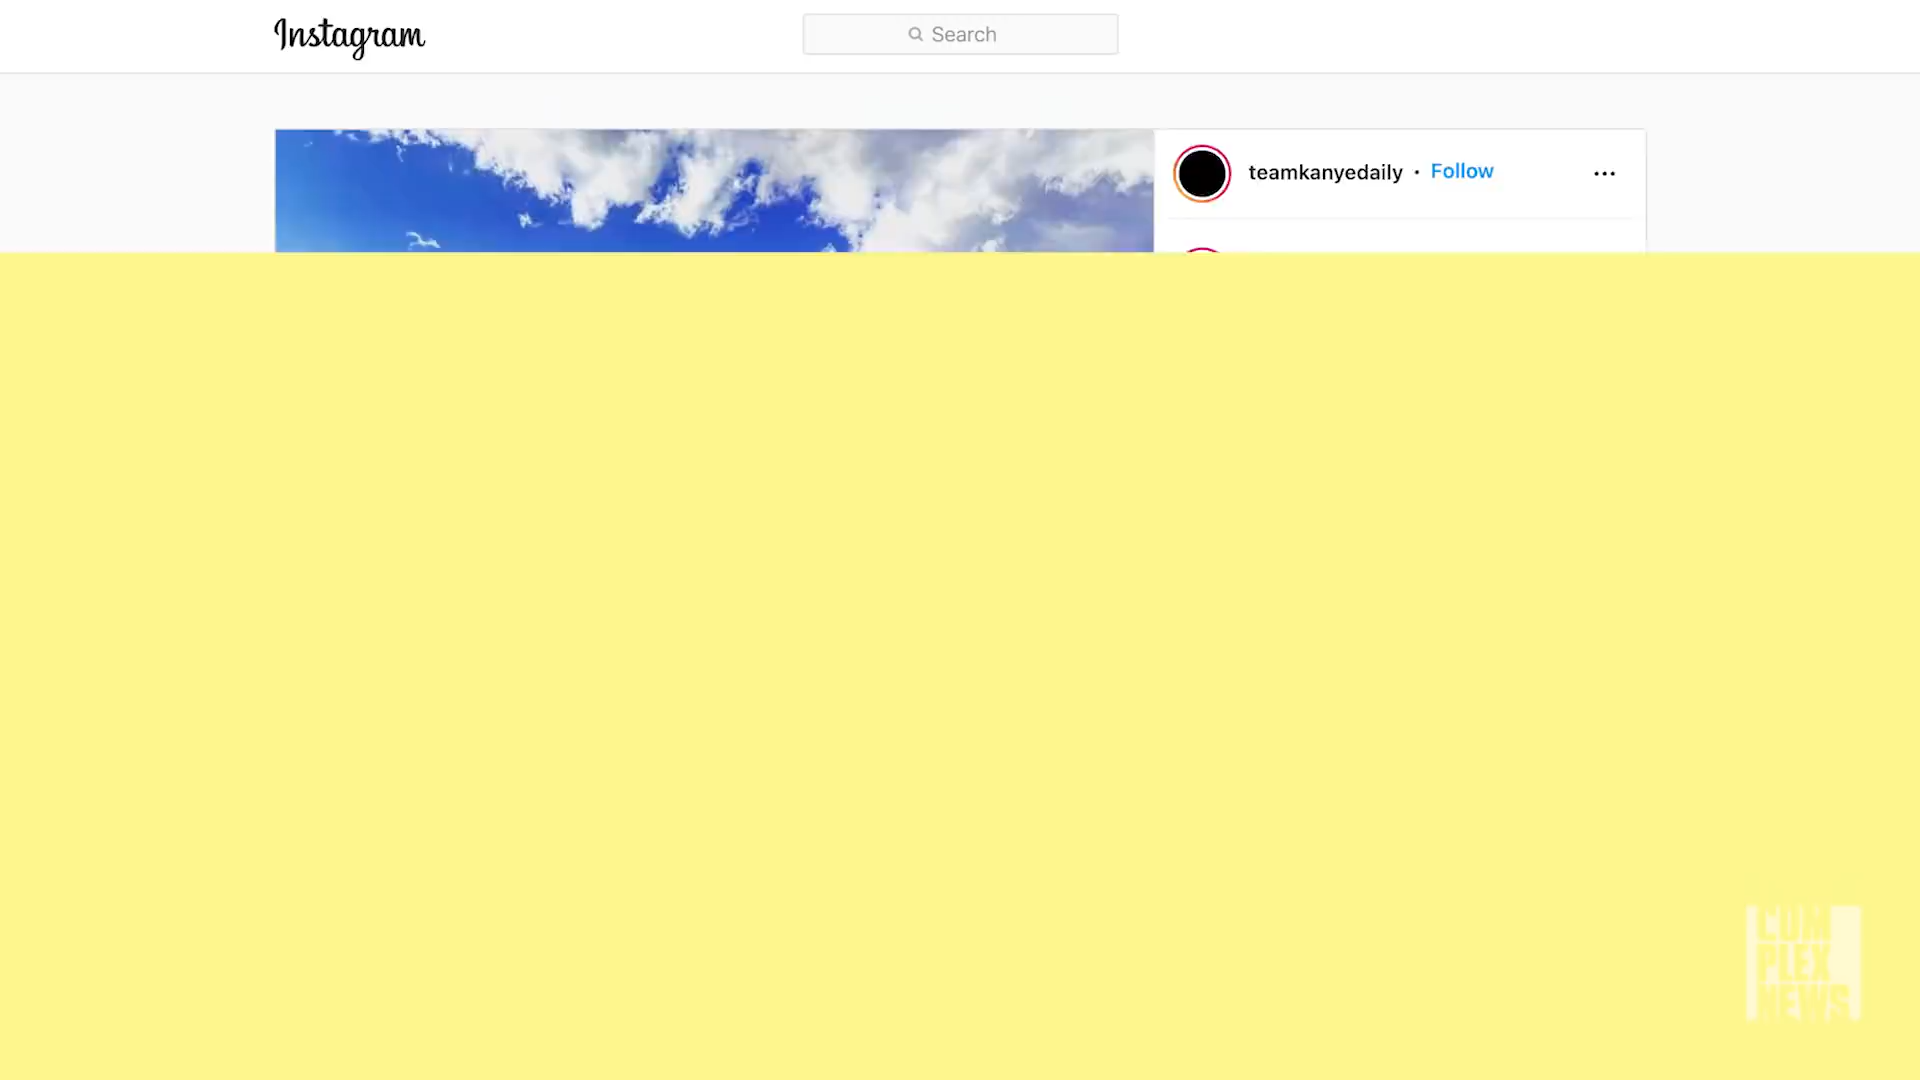 Instagram
Search
teamkanyedaily • Follow
COM
PLEX
NEWS